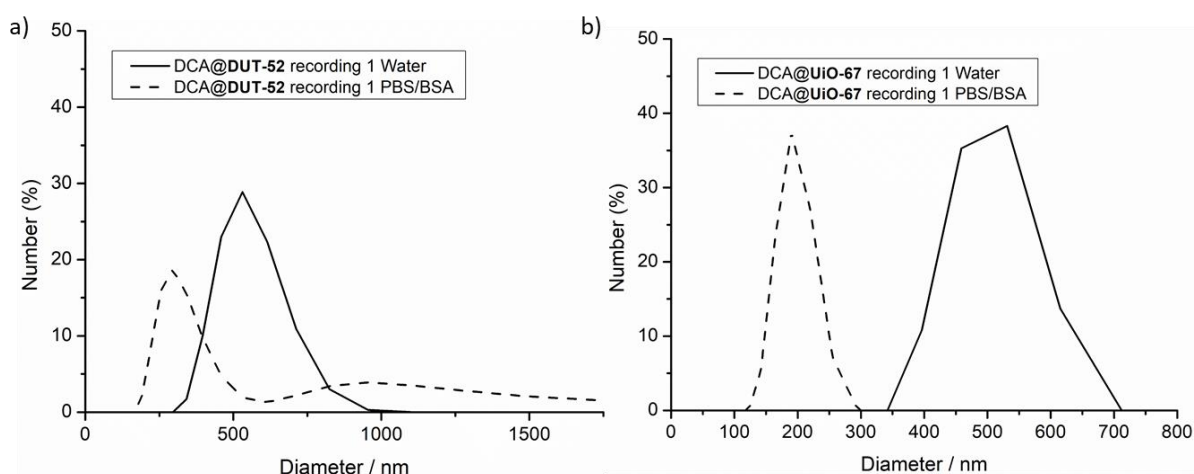 a)
50
40
30
20
10
0
Number (%)
DCA@DUT-52 recording 1 Water
DCA@DUT-52 recording 1 PBS/BSA
0 500 1000 1500
Diameter / nm
b)
50
40
30
20
10
0
Number (%)
DCA@UiO-67 recording 1 Water
DCA@UiO-67 recording 1 PBS/BSA
0 100 200 300 400 500 600 700 800
Diameter / nm